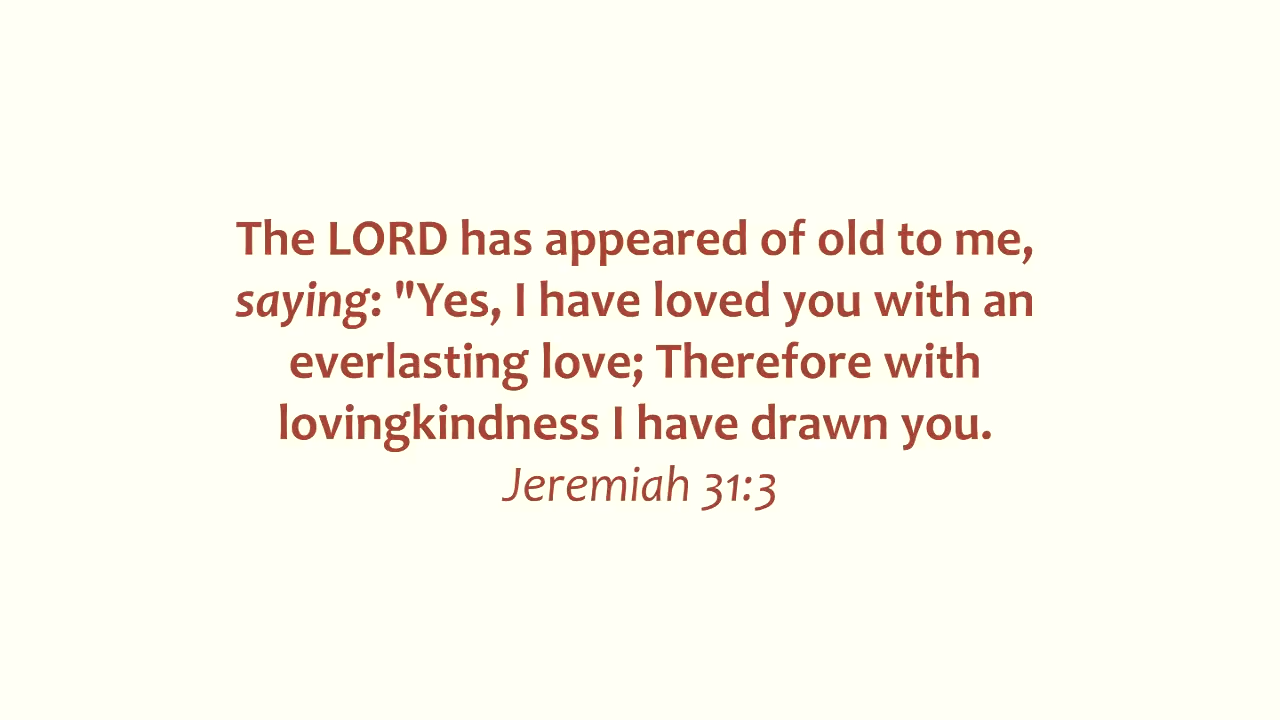 The LORD has appeared of old to me,
saying: "Yes, I have loved you with an
everlasting love; Therefore with
lovingkindness I have drawn you.
Jeremiah 31:3